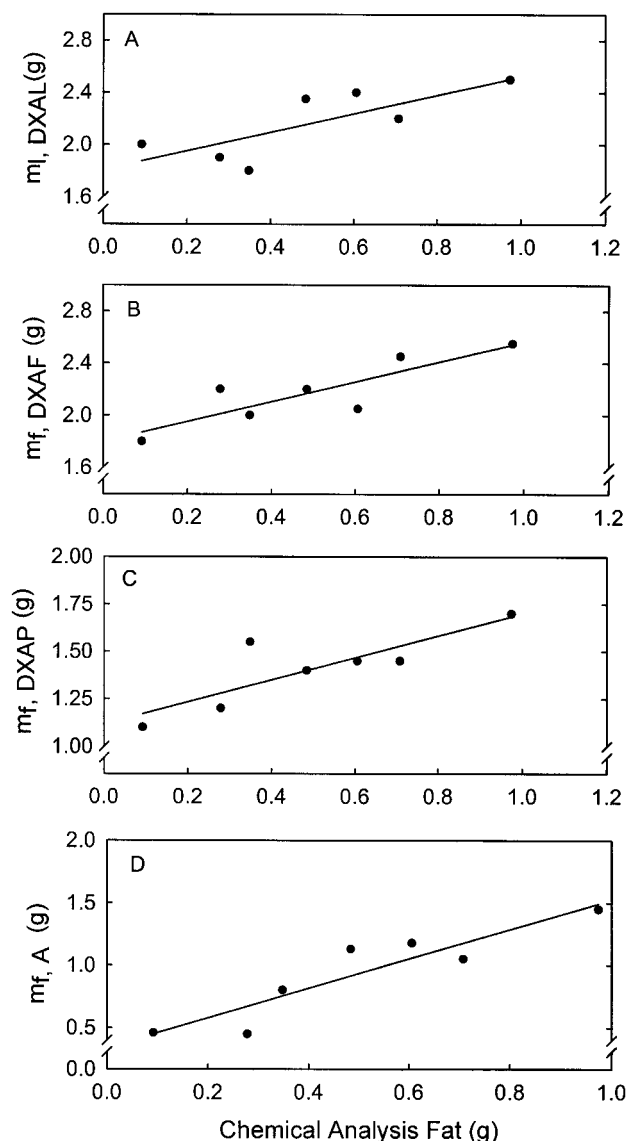 A
m_l, DXAL(g)
2.8
2.4
2.0
1.6
0.0 0.2 0.4 0.6 0.8 1.0 1.2
B
m_f, DXAF (g)
2.8
2.4
2.0
1.6
0.0 0.2 0.4 0.6 0.8 1.0 1.2
C
m_f, DXAP (g)
2.00
1.75
1.50
1.25
1.00
0.0 0.2 0.4 0.6 0.8 1.0 1.2
D
m_f, A (g)
2.0
1.5
1.0
0.5
0.0
0.0 0.2 0.4 0.6 0.8 1.0
Chemical Analysis Fat (g)